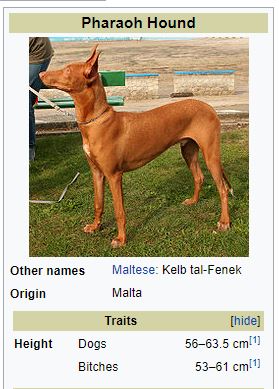 Pharaoh Hound
Other names Maltese: Kelb tal-Fenek
Origin Malta
Traits [hide]
Height Dogs 56–63.5 cm[1]
Bitches 53–61 cm[1]